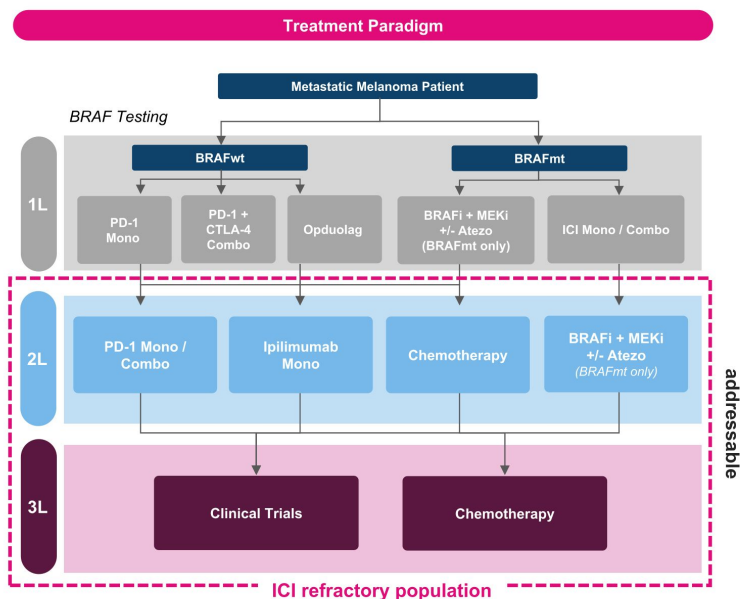 Treatment Paradigm
Metastatic Melanoma Patient
BRAF Testing
BRAFwt
BRAFmt
1L
PD-1
Mono
PD-1 +
CTLA-4
Combo
Opduolag
BRAFi + MEKi
+/- Atezo
(BRAFmt only)
ICI Mono / Combo
2L
PD-1 Mono /
Combo
Ipilimumab
Mono
Chemotherapy
BRAFi + MEKi
+/- Atezo
(BRAFmt only)
addressable
3L
Clinical Trials
Chemotherapy
ICI refractory population